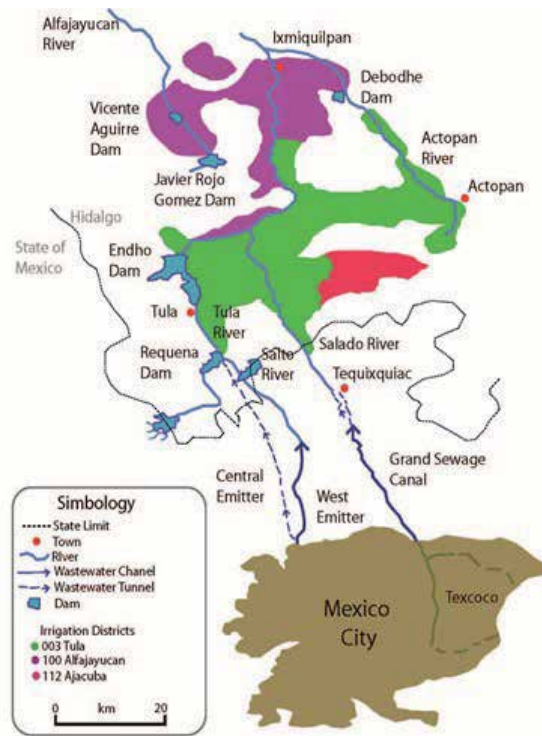 Alfajayucan
River
Ixmiquilpan
Debodhe
Dam
Vicente
Aguirre
Dam
Actopan
River
Javier Rojo
Gomez Dam
Actopan
Hidalgo
State of
Mexico
Endho
Dam
Tula
Tula
River
Requena
Dam
Salto
River
Salado River
Tequixquiac
Central
Emitter
West
Emitter
Grand Sewage
Canal
Mexico
City
Texcoco
Simbology
State Limit
Town
River
Wastewater Chanel
Wastewater Tunnel
Dam
Irrigation Districts
003 Tula
100 Alfajayucan
112 Ajacuba
0
20
km